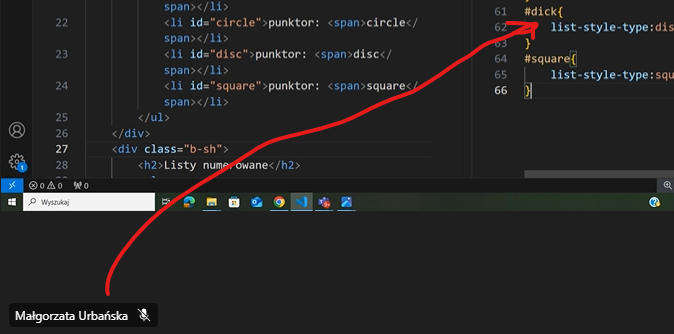 span></li>
22 <li id="circle">punktor: <span>circle</
span></li>
23 <li id="disc">punktor: <span>disc</
span></li>
24 <li id="square">punktor: <span>square</
span></li>
25 </ul>
26 </div>
27 <div class="b-sh">
28 <h2>Listy numerowane</h2>
61 #dick{
62 list-style-type:dis
63 }
64 #square{
65 list-style-type:squ
66 }
0 0 0
Wyszukaj
Małgorzata Urbańska